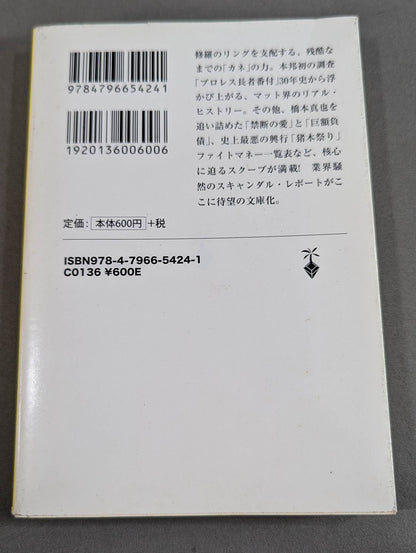 修羅のリングを支配する、残酷な
までの「カネ」の力。本邦初の調査
「プロレス長者番付」30年史から浮
かび上がる、マット界のリアル・
ヒストリー。その他、橋本真也を
追い詰めた「禁断の愛」と「巨額負
債」、史上最悪の興行「猪木祭り」
ファイトマネー一覧表など、核心
に迫るスクープが満載! 業界騒
然のスキャンダル・レポートがこ
こに待望の文庫化。
9784796654241
1920136006006
定価：本体600円+税
ISBN978-4-7966-5424-1
C0136 ¥600E